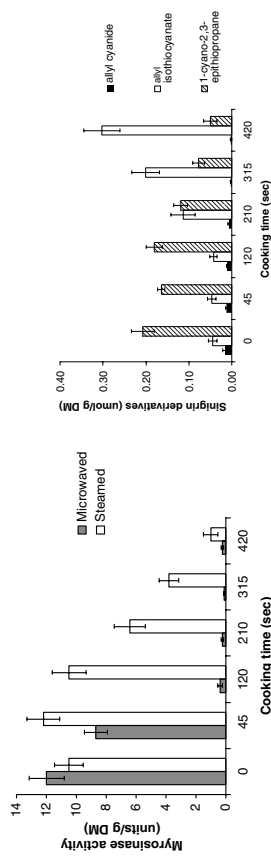 Myrosinase activity
(units/g DM)
14
12
10
8
6
4
2
0
Microwaved
Steamed
0 45 120 210 315 420
Cooking time (sec)
Sinigrin derivatives (umol/g DM)
0.40
0.30
0.20
0.10
0.00
0 45 120 210 315 420
Cooking time (sec)
allyl cyanide
allyl
isothiocyanate
1-cyano-2,3-
epithiopropane